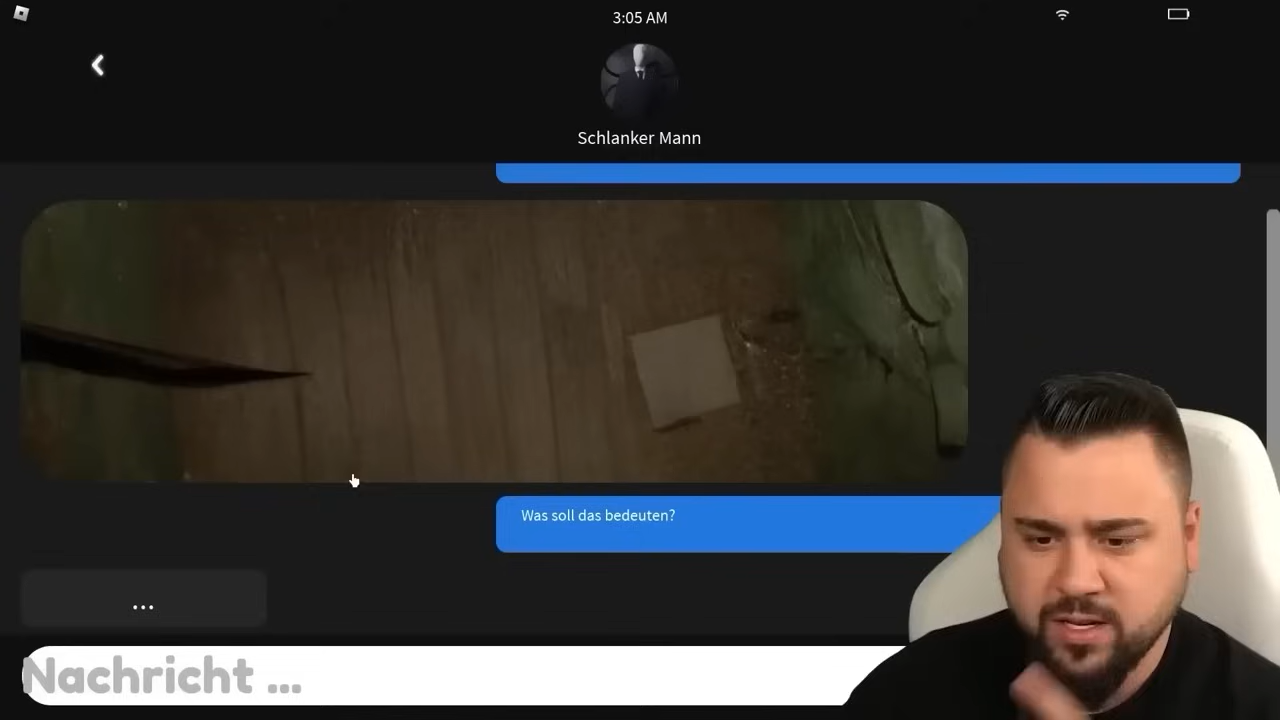 3:05 AM
Schlanker Mann
Was soll das bedeuten?
...
Nachricht ...